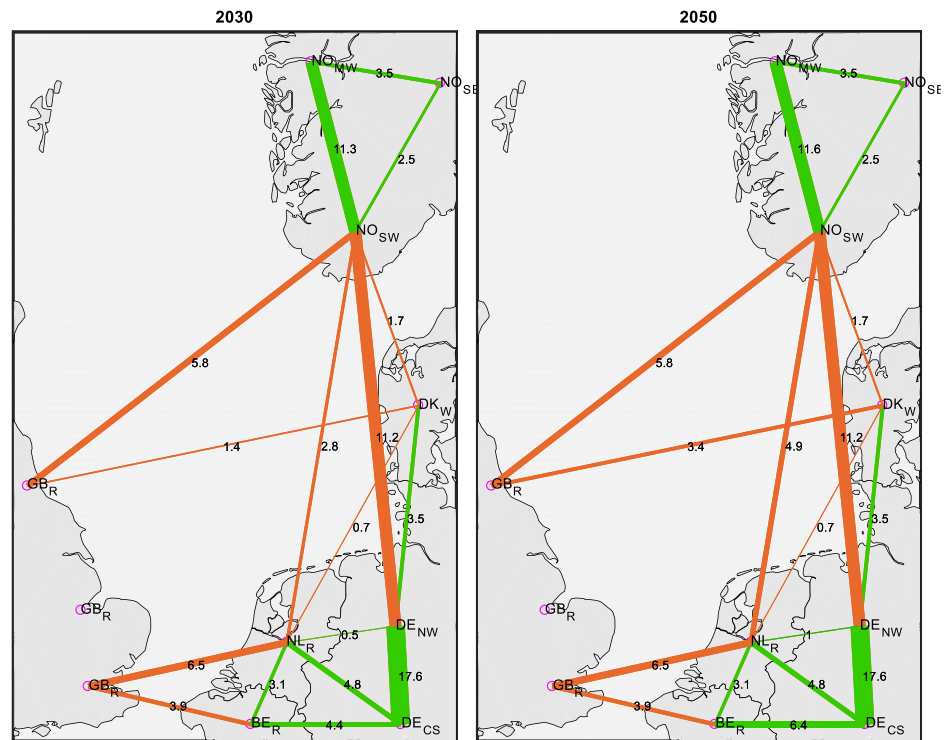 2030
2050
NO_MW
3.5
NO_SE
11.3
2.5
NO_SW
1.7
5.8
DK_W
11.2
1.4
2.8
GB_R
3.5
0.7
GB_R
DE_NW
0.5
NL_R
6.5
17.6
GB_R
3.1
4.8
3.9
BE_R
4.4
DE_CS
NO_MW
3.5
NO_SE
11.6
2.5
NO_SW
1.7
5.8
DK_W
11.2
3.4
4.9
GB_R
3.5
0.7
GB_R
DE_NW
1
NL_R
6.5
17.6
GB_R
3.1
4.8
3.9
BE_R
6.4
DE_CS